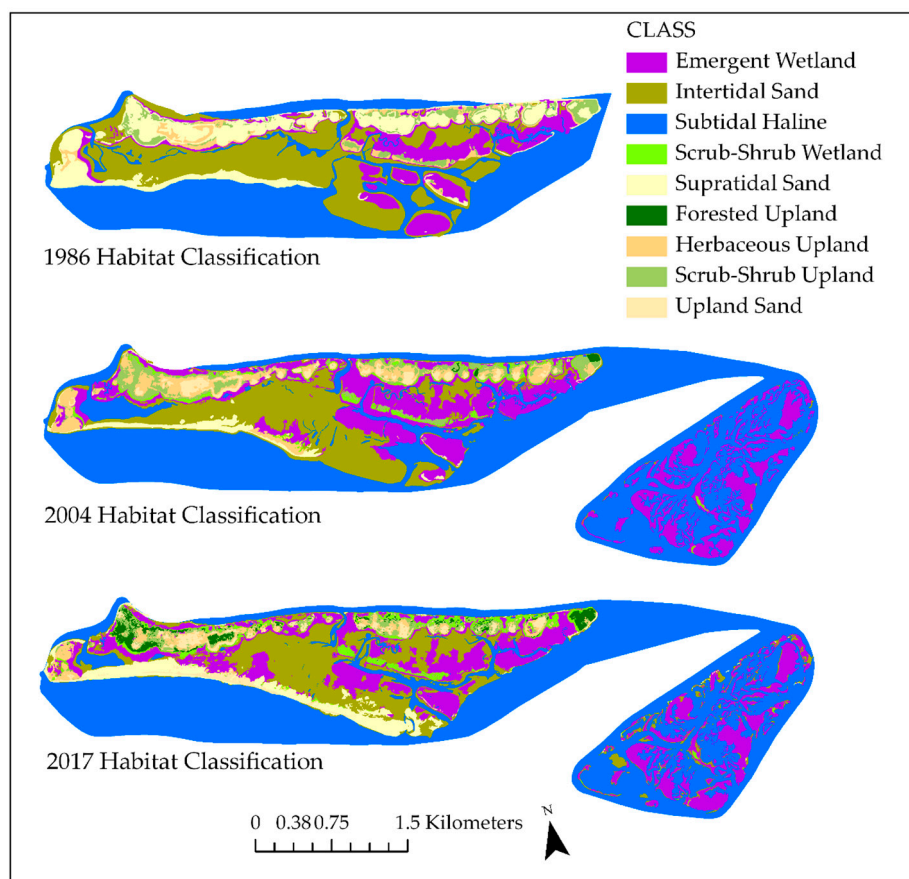 CLASS
Emergent Wetland
Intertidal Sand
Subtidal Haline
Scrub-Shrub Wetland
Supratidal Sand
Forested Upland
Herbaceous Upland
Scrub-Shrub Upland
Upland Sand
1986 Habitat Classification
2004 Habitat Classification
2017 Habitat Classification
N
0 0.38 0.75 1.5 Kilometers